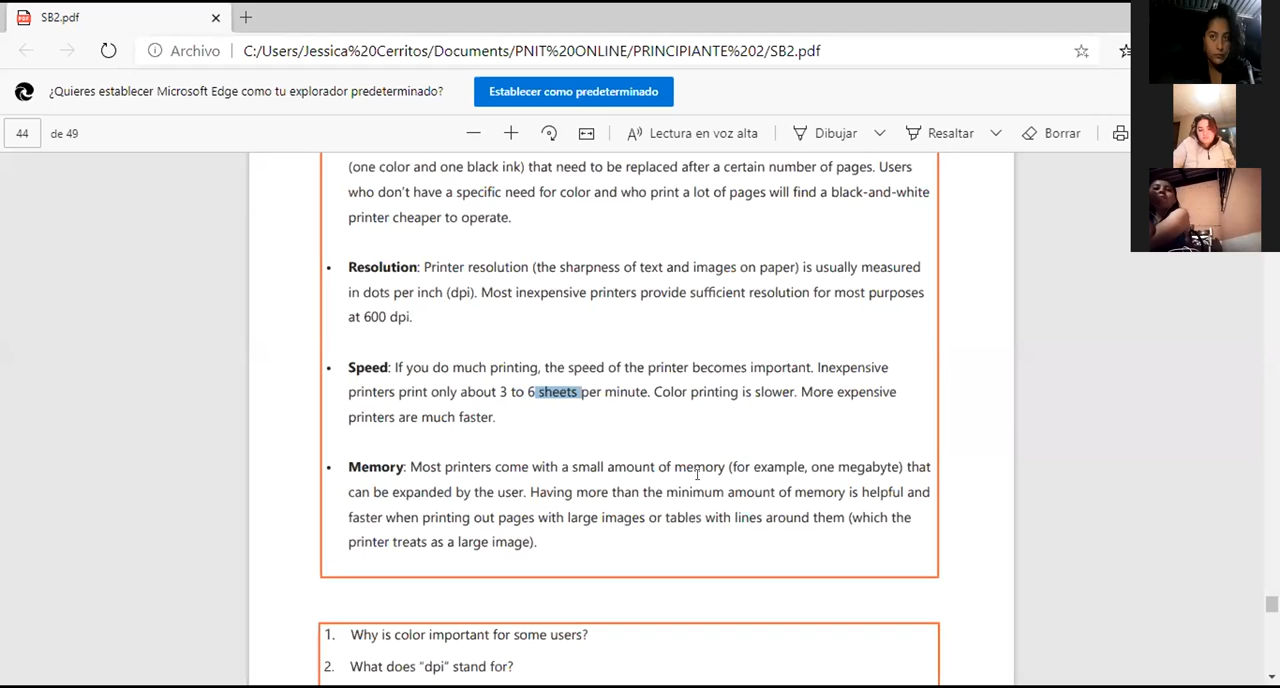 SB2.pdf
Archivo C:/Users/Jessica%20Cerritos/Documents/PNIT%20ONLINE/PRINCIPIANTE%202/SB2.pdf
¿Quieres establecer Microsoft Edge como tu explorador predeterminado? Establecer como predeterminado
44 de 49 Lectura en voz alta Dibujar Resaltar Borrar
(one color and one black ink) that need to be replaced after a certain number of pages. Users
who don't have a specific need for color and who print a lot of pages will find a black-and-white
printer cheaper to operate.
• Resolution: Printer resolution (the sharpness of text and images on paper) is usually measured
in dots per inch (dpi). Most inexpensive printers provide sufficient resolution for most purposes
at 600 dpi.
• Speed: If you do much printing, the speed of the printer becomes important. Inexpensive
printers print only about 3 to 6 sheets per minute. Color printing is slower. More expensive
printers are much faster.
• Memory: Most printers come with a small amount of memory (for example, one megabyte) that
can be expanded by the user. Having more than the minimum amount of memory is helpful and
faster when printing out pages with large images or tables with lines around them (which the
printer treats as a large image).
1. Why is color important for some users?
2. What does “dpi” stand for?